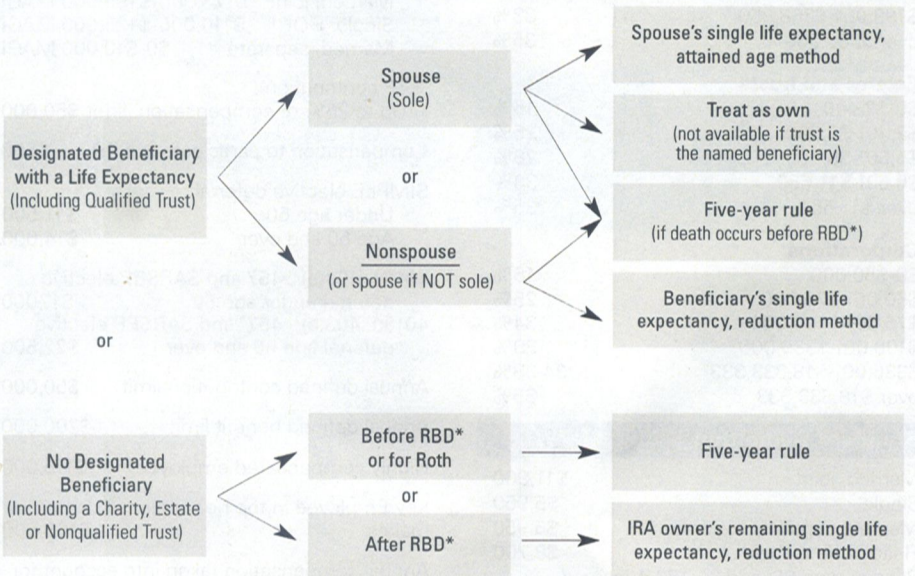 Spouse's single life expectancy,
attained age method
Spouse
(Sole)
Treat as own
(not available if trust is
the named beneficiary)
Designated Beneficiary
with a Life Expectancy
(Including Qualified Trust)
or
Five-year rule
(if death occurs before RBD*)
Nonspouse
(or spouse if NOT sole)
Beneficiary's single life
expectancy, reduction method
or
Before RBD*
or for Roth
Five-year rule
No Designated
Beneficiary
(Including a Charity, Estate
or Nonqualified Trust)
or
After RBD*
IRA owner's remaining single life
expectancy, reduction method